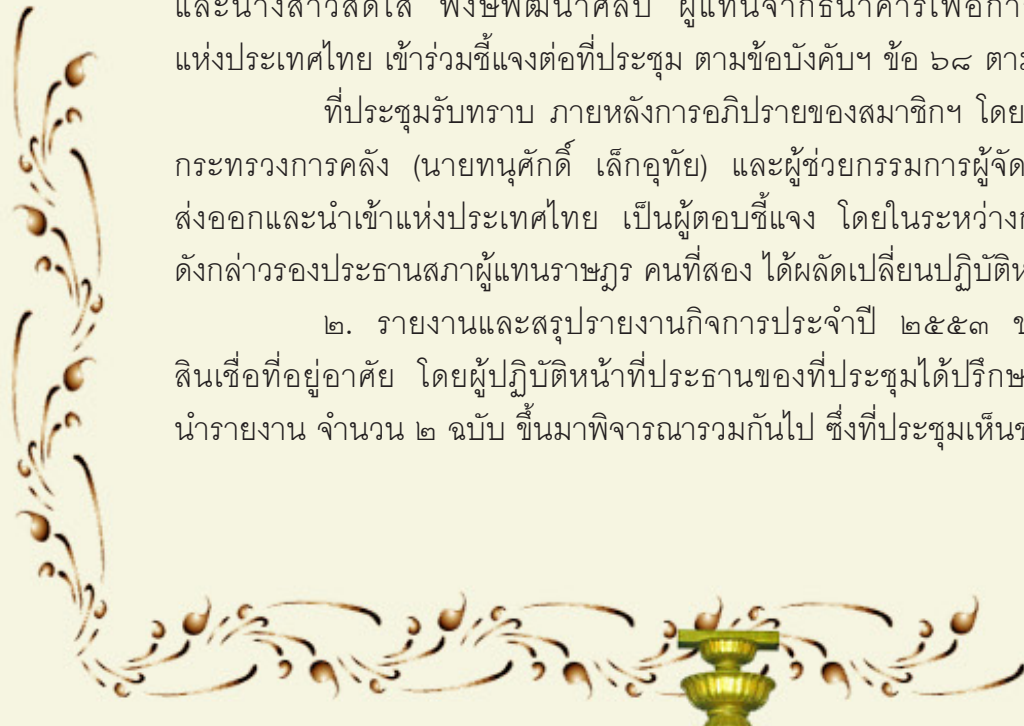 และนางสาวสดใส พงษ์พัฒนาศิลป์ ผู้แทนจากธนาคารเพื่อกา
แห่งประเทศไทย เข้าร่วมชี้แจงต่อที่ประชุม ตามข้อบังคับฯ ข้อ ๖๘ ตาม
ที่ประชุมรับทราบ ภายหลังการอภิปรายของสมาชิกฯ โดย
กระทรวงการคลัง (นายทนุศักดิ์ เล็กอุทัย) และผู้ช่วยกรรมการผู้จัด
ส่งออกและนำเข้าแห่งประเทศไทย เป็นผู้ตอบชี้แจง โดยในระหว่างก
ดังกล่าวรองประธานสภาผู้แทนราษฎร คนที่สอง ได้ผลัดเปลี่ยนปฏิบัติห
๒. รายงานและสรุปรายงานกิจการประจำปี ๒๕๕๓ ข
สินเชื่อที่อยู่อาศัย โดยผู้ปฏิบัติหน้าที่ประธานของที่ประชุมได้ปรึกษ
นำรายงาน จำนวน ๒ ฉบับ ขึ้นมาพิจารณารวมกันไป ซึ่งที่ประชุมเห็นช